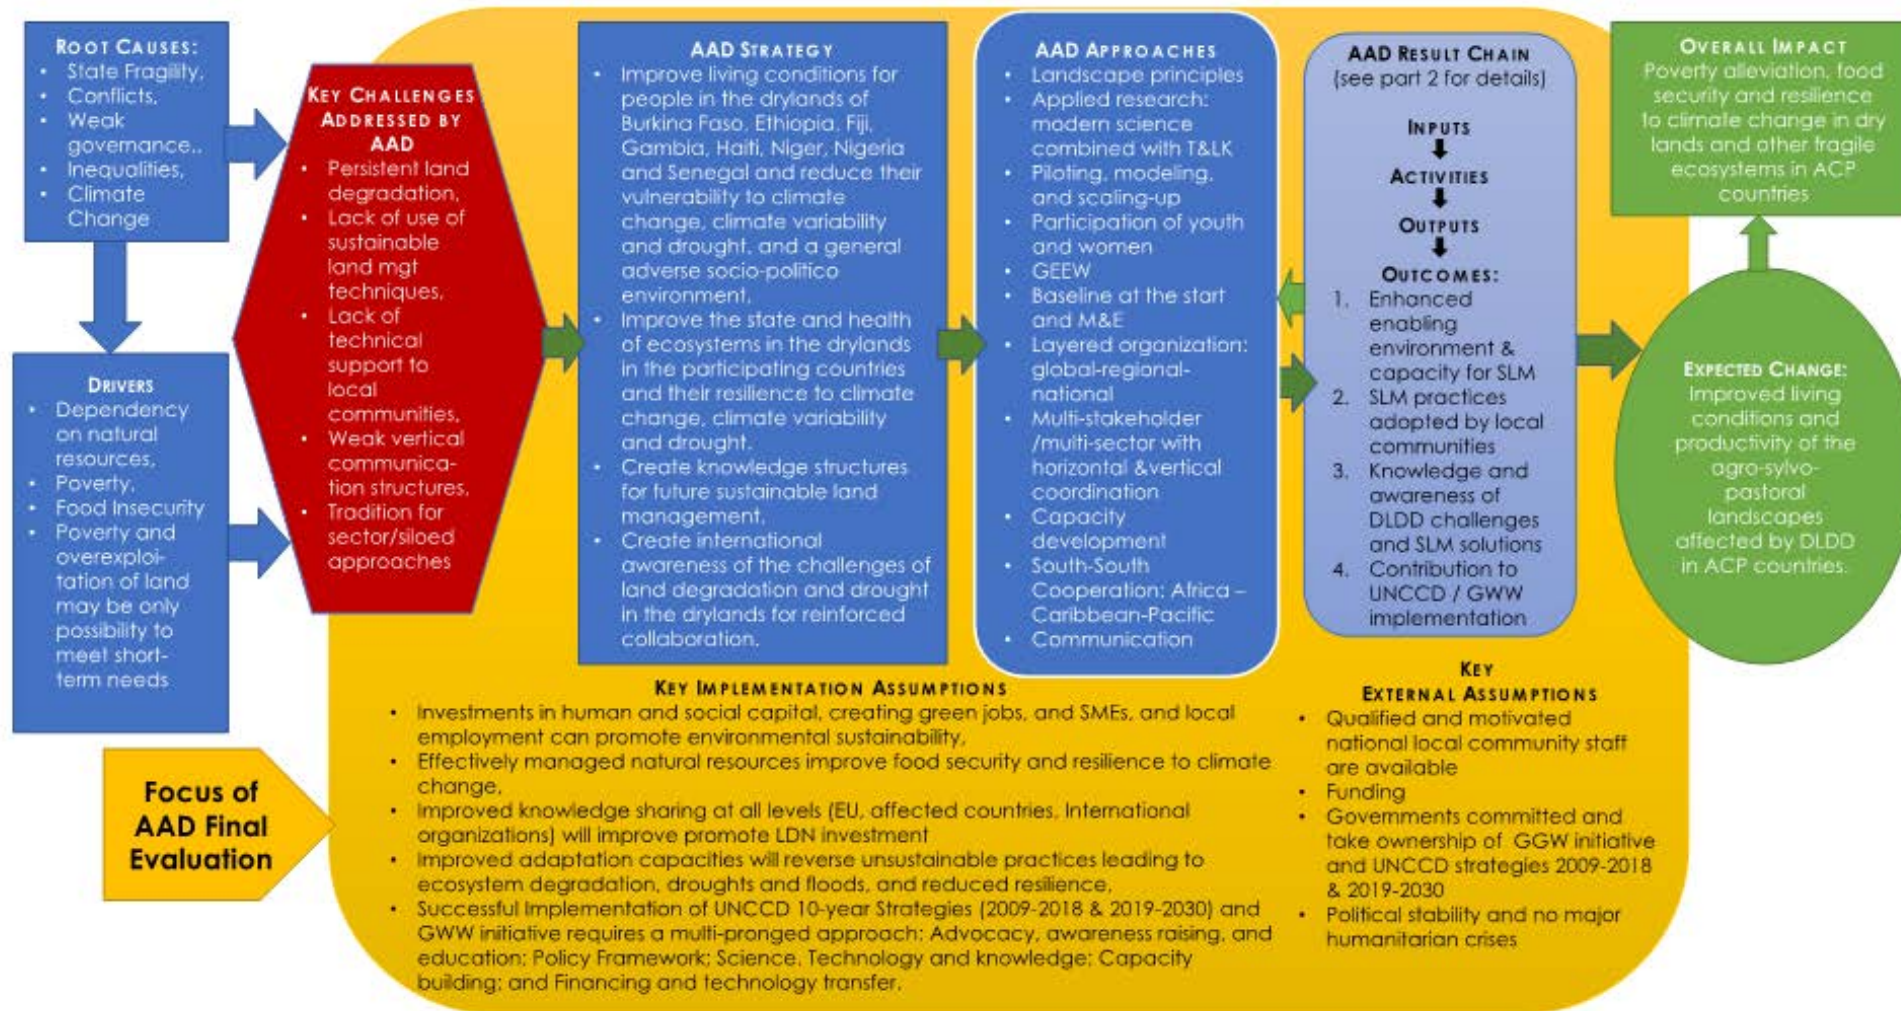 ROOT CAUSES:
• State Fragility,
• Conflicts,
• Weak
governance,.
• Inequalities,
• Climate
Change
DRIVERS
• Dependency
on natural
resources,
• Poverty,
• Food Insecurity
• Poverty and
overexploi-
tation of land
may be only
possibility to
meet short-
term needs
KEY CHALLENGES
ADDRESSED BY
AAD
• Persistent land
degradation,
• Lack of use of
sustainable
land mgt
techniques,
• Lack of
technical
support to
local
communities,
• Weak vertical
communica-
tion structures,
• Tradition for
sector/siloed
approaches
AAD STRATEGY
• Improve living conditions for
people in the drylands of
Burkina Faso, Ethiopia, Fiji,
Gambia, Haiti, Niger, Nigeria
and Senegal and reduce their
vulnerability to climate
change, climate variability
and drought, and a general
adverse socio-politico
environment,
• Improve the state and health
of ecosystems in the drylands
in the participating countries
and their resilience to climate
change, climate variability
and drought.
• Create knowledge structures
for future sustainable land
management,
• Create international
awareness of the challenges of
land degradation and drought
in the drylands for reinforced
collaboration.
AAD APPROACHES
• Landscape principles
• Applied research:
modern science
combined with T&LK
• Piloting, modeling,
and scaling-up
• Participation of youth
and women
• GEEW
• Baseline at the start
and M&E
• Layered organization:
global-regional-
national
• Multi-stakeholder
/multi-sector with
horizontal &vertical
coordination
• Capacity
development
• South-South
Cooperation: Africa –
Caribbean-Pacific
• Communication
AAD RESULT CHAIN
(see part 2 for details)
INPUTS
ACTIVITIES
OUTPUTS
OUTCOMES:
1. Enhanced
enabling
environment &
capacity for SLM
2. SLM practices
adopted by local
communities
3. Knowledge and
awareness of
DLDD challenges
and SLM solutions
4. Contribution to
UNCCD / GWW
implementation
OVERALL IMPACT
Poverty alleviation, food
security and resilience
to climate change in dry
lands and other fragile
ecosystems in ACP
countries
EXPECTED CHANGE:
Improved living
conditions and
productivity of the
agro-sylvo-
pastoral
landscapes
affected by DLDD
in ACP countries.
Focus of
AAD Final
Evaluation
KEY IMPLEMENTATION ASSUMPTIONS
• Investments in human and social capital, creating green jobs, and SMEs, and local
employment can promote environmental sustainability,
• Effectively managed natural resources improve food security and resilience to climate
change,
• Improved knowledge sharing at all levels (EU, affected countries, International
organizations) will improve promote LDN investment
• Improved adaptation capacities will reverse unsustainable practices leading to
ecosystem degradation, droughts and floods, and reduced resilience,
• Successful Implementation of UNCCD 10-year Strategies (2009-2018 & 2019-2030) and
GWW initiative requires a multi-pronged approach: Advocacy, awareness raising, and
education; Policy Framework; Science, Technology and knowledge; Capacity
building; and Financing and technology transfer.
KEY
EXTERNAL ASSUMPTIONS
• Qualified and motivated
national local community staff
are available
• Funding
• Governments committed and
take ownership of GGW initiative
and UNCCD strategies 2009-2018
& 2019-2030
• Political stability and no major
humanitarian crises